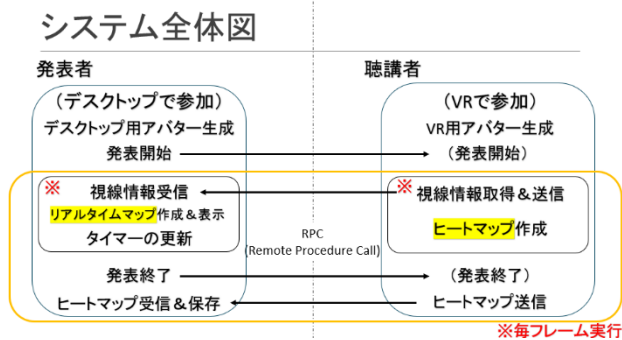 システム全体図
発表者
聴講者
（デスクトップで参加）
デスクトップ用アバター生成
発表開始
（VRで参加）
VR用アバター生成
（発表開始）
※
視線情報受信
リアルタイムマップ作成＆表示
タイマーの更新
※
視線情報取得＆送信
ヒートマップ作成
RPC
(Remote Procedure Call)
発表終了
（発表終了）
ヒートマップ受信＆保存
ヒートマップ送信
※毎フレーム実行